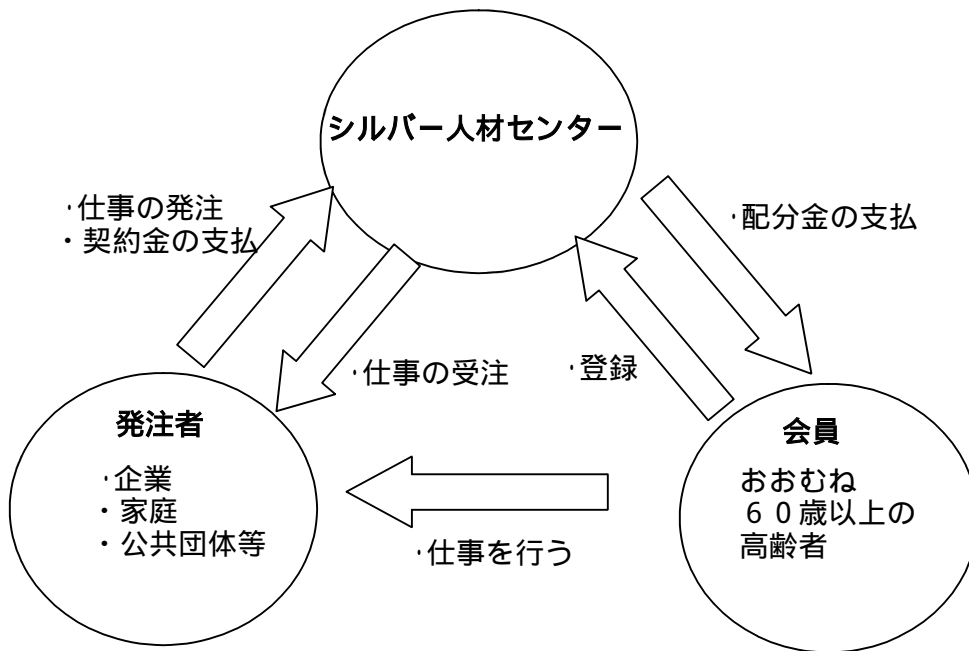 シルバー人材センター
・仕事の発注
・契約金の支払
・配分金の支払
・仕事の受注
・登録
発注者
・企業
・家庭
・公共団体等
会員
おおむね
６０歳以上の
高齢者
・仕事を行う